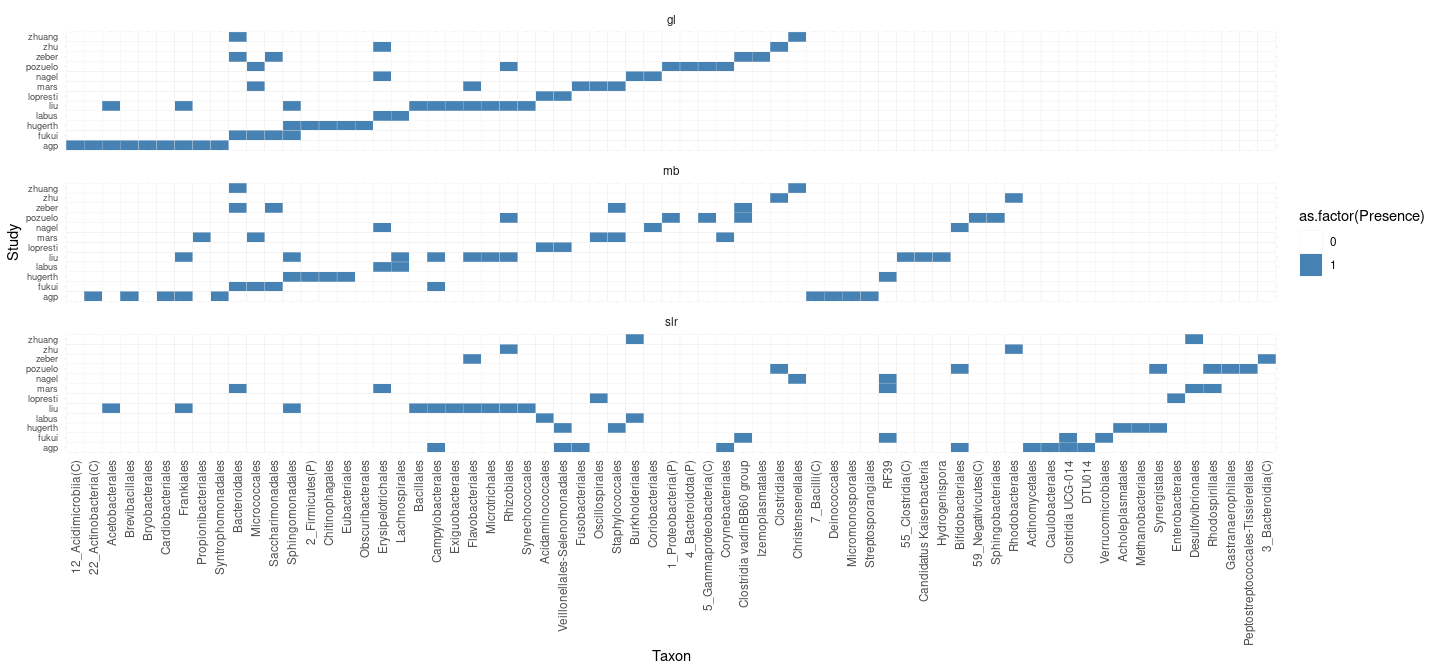 gl
zhuang
zhu
zeber
pozuelo
nagel
mars
lopresti
liu
labus
hugerth
fukui
agp
mb
zhuang
zhu
zeber
pozuelo
nagel
mars
lopresti
liu
labus
hugerth
fukui
agp
slr
zhuang
zhu
zeber
pozuelo
nagel
mars
lopresti
liu
labus
hugerth
fukui
agp
Study
12_Acidimicrobiia(C)
22_Actinobacteria(C)
Acetobacterales
Brevibacillales
Bryobacterales
Cardiobacteriales
Frankiales
Propionibacteriales
Syntrophomonadales
Bacteroidales
Micrococcales
Saccharimonadales
Sphingomonadales
2_Firmicutes(P)
Chitinophagales
Eubacteriales
Obscuribacterales
Erysipelotrichales
Lachnospirales
Bacillales
Campylobacterales
Exiguobacterales
Flavobacteriales
Microtrichales
Rhizobiales
Synechococcales
Acidaminococcales
Veillonellales-Selenomonadales
Fusobacteriales
Oscillospirales
Staphylococcales
Burkholderiales
Coriobacteriales
1_Proteobacteria(P)
4_Bacteroidota(P)
5_Gammaproteobacteria(C)
Corynebacteriales
Clostridia vadinBB60 group
Izemoplasmatales
Clostridiales
Christensenellales
7_Bacilli(C)
Deinococcales
Micromonosporales
Streptosporangiales
RF39
55_Clostridia(C)
Candidatus Kaiserbacteria
Hydrogenispora
Bifidobacteriales
59_Negativicutes(C)
Sphingobacteriales
Rhodobacterales
Actinomycetales
Caulobacterales
Clostridia UCG-014
DTU014
Verrucomicrobiales
Acholeplasmatales
Methanobacteriales
Synergistales
Enterobacterales
Desulfovibrionales
Rhodospirillales
Gastranaerophilales
Peptostreptococcales-Tissierellales
3_Bacteroidia(C)
Taxon
as.factor(Presence)
0
1